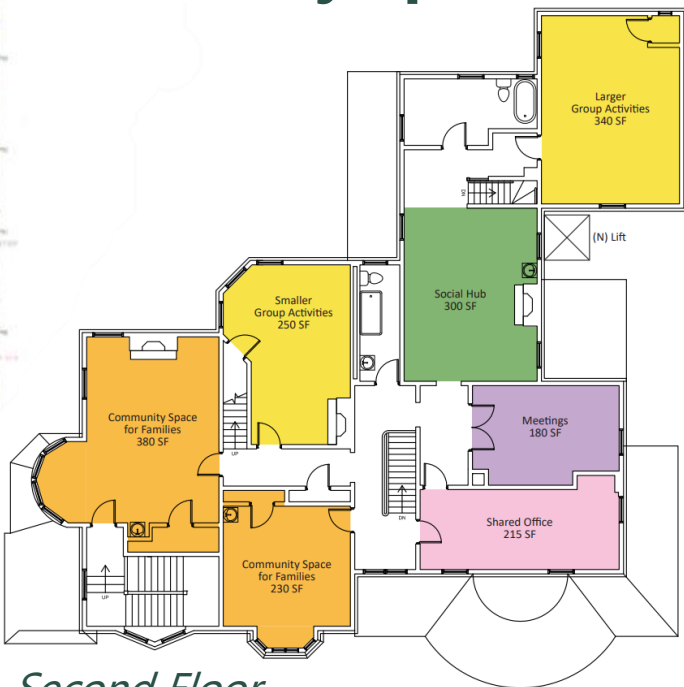 Larger
Group Activities
340 SF
DN
(N) Lift
Social Hub
300 SF
Smaller
Group Activities
250 SF
Community Space
for Families
380 SF
UP
Meetings
180 SF
DN
Shared Office
215 SF
Community Space
for Families
230 SF
UP
Second Floor